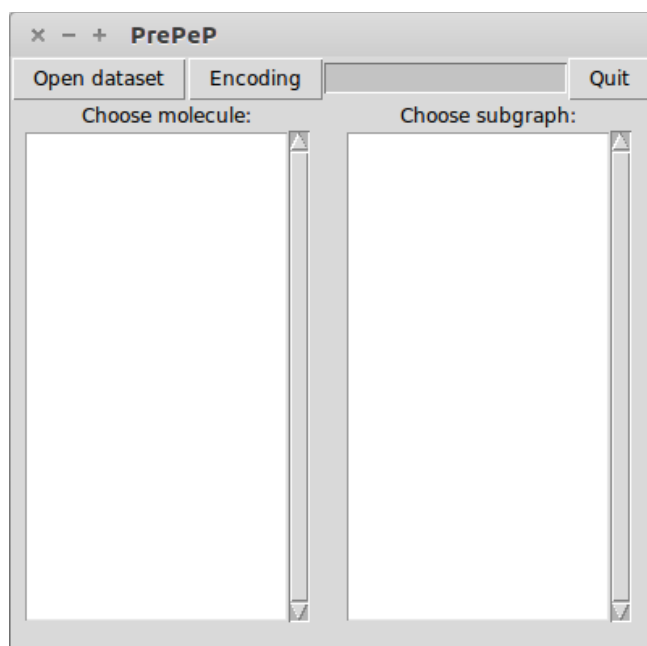 PrePeP
Open dataset Encoding Quit
Choose molecule: Choose subgraph: